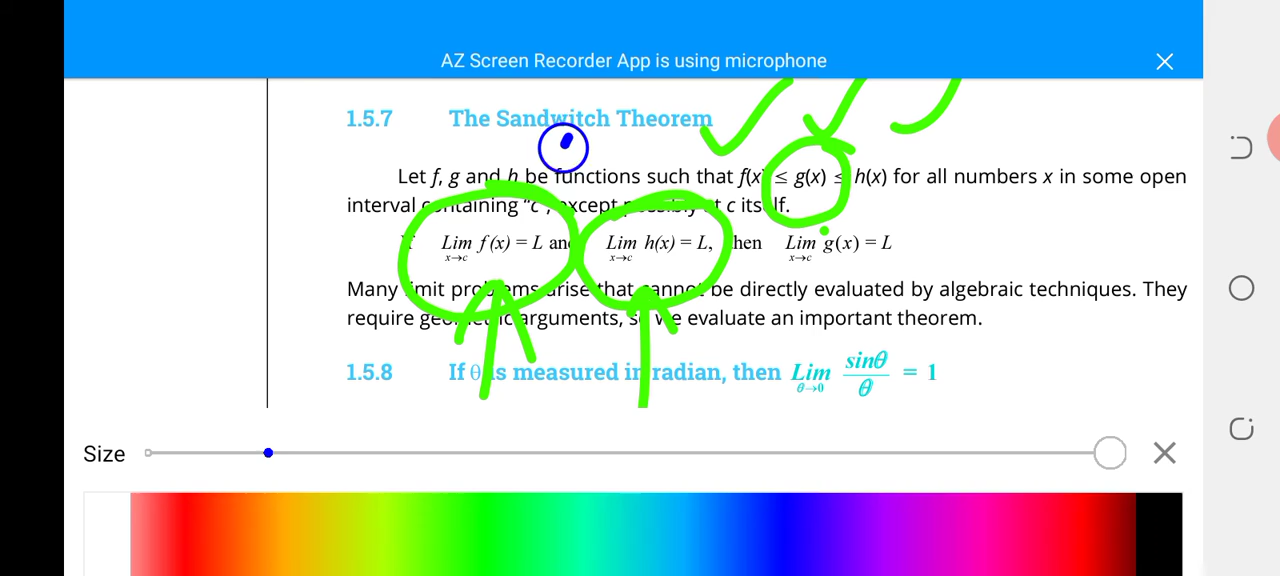 AZ Screen Recorder App is using microphone
1.5.7 The Sandwitch Theorem
Let f, g and h be functions such that f(x) ≤ g(x) ≤ h(x) for all numbers x in some open
interval containing "c", except possibly at c itself.
If Lim x→c f(x) = L and Lim x→c h(x) = L, then Lim x→c g(x) = L
Many limit problems arise that cannot be directly evaluated by algebraic techniques. They
require geometric arguments, so we evaluate an important theorem.
1.5.8 If θ is measured in radian, then Lim θ→0 sinθ/θ = 1
Size